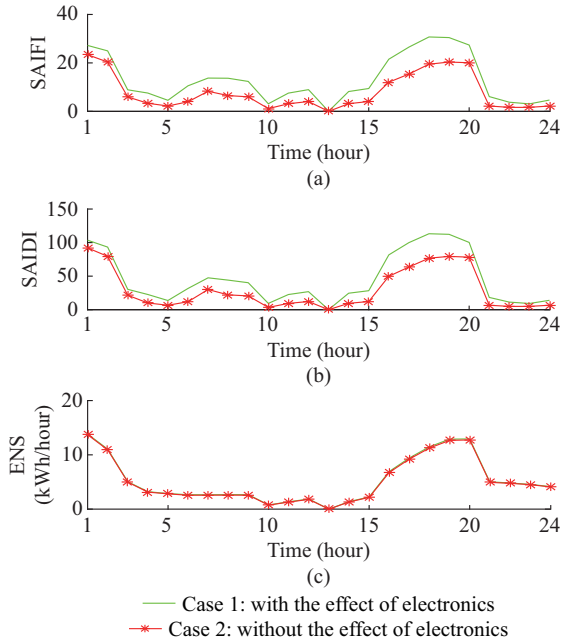 SAIFI
40
20
0
1 5 10 15 20 24
Time (hour)
(a)
SAIDI
150
100
50
0
1 5 10 15 20 24
Time (hour)
(b)
ENS
(kWh/hour)
20
10
0
1 5 10 15 20 24
Time (hour)
(c)
Case 1: with the effect of electronics
Case 2: without the effect of electronics